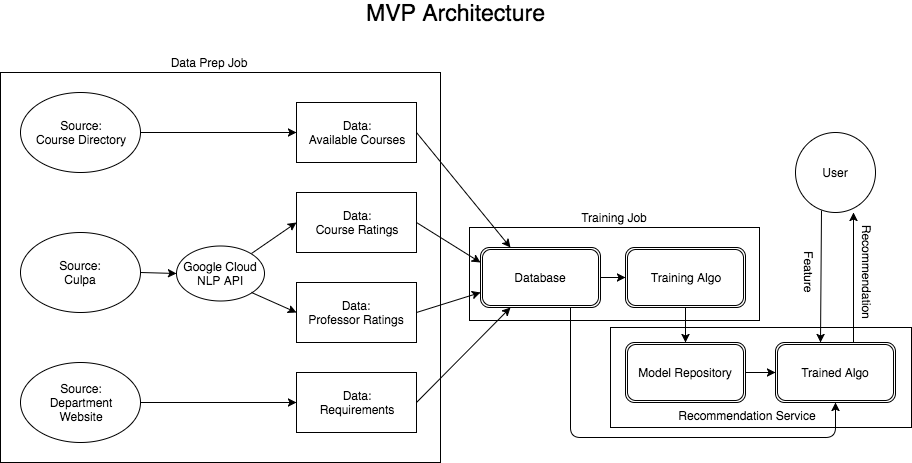 MVP Architecture
Data Prep Job
Source:
Course Directory
Data:
Available Courses
Source:
Culpa
Google Cloud
NLP API
Data:
Course Ratings
Data:
Professor Ratings
Source:
Department
Website
Data:
Requirements
Training Job
Database
Training Algo
User
Feature
Recommendation
Model Repository
Trained Algo
Recommendation Service